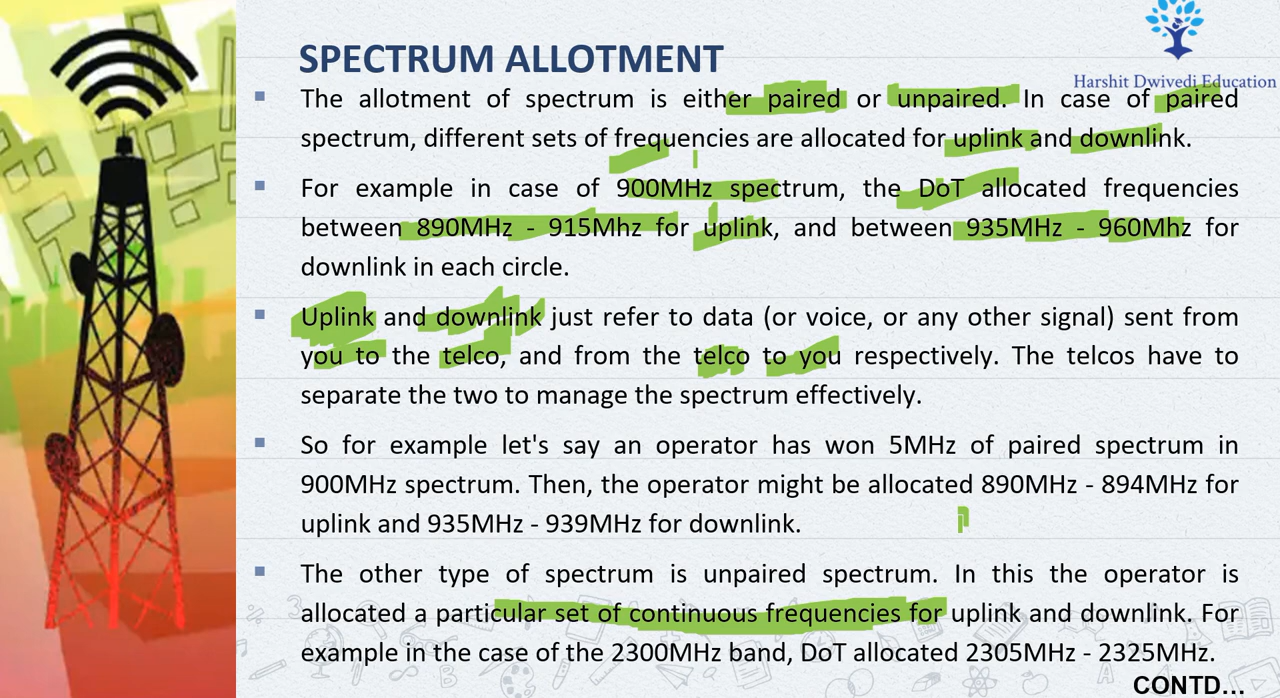 SPECTRUM ALLOTMENT
Harshit Dwivedi Education
▪ The allotment of spectrum is either paired or unpaired. In case of paired
spectrum, different sets of frequencies are allocated for uplink and downlink.
▪ For example in case of 900MHz spectrum, the DoT allocated frequencies
between 890MHz - 915Mhz for uplink, and between 935MHz - 960Mhz for
downlink in each circle.
▪ Uplink and downlink just refer to data (or voice, or any other signal) sent from
you to the telco, and from the telco to you respectively. The telcos have to
separate the two to manage the spectrum effectively.
▪ So for example let's say an operator has won 5MHz of paired spectrum in
900MHz spectrum. Then, the operator might be allocated 890MHz - 894MHz for
uplink and 935MHz - 939MHz for downlink.
▪ The other type of spectrum is unpaired spectrum. In this the operator is
allocated a particular set of continuous frequencies for uplink and downlink. For
example in the case of the 2300MHz band, DoT allocated 2305MHz - 2325MHz.
CONTD...